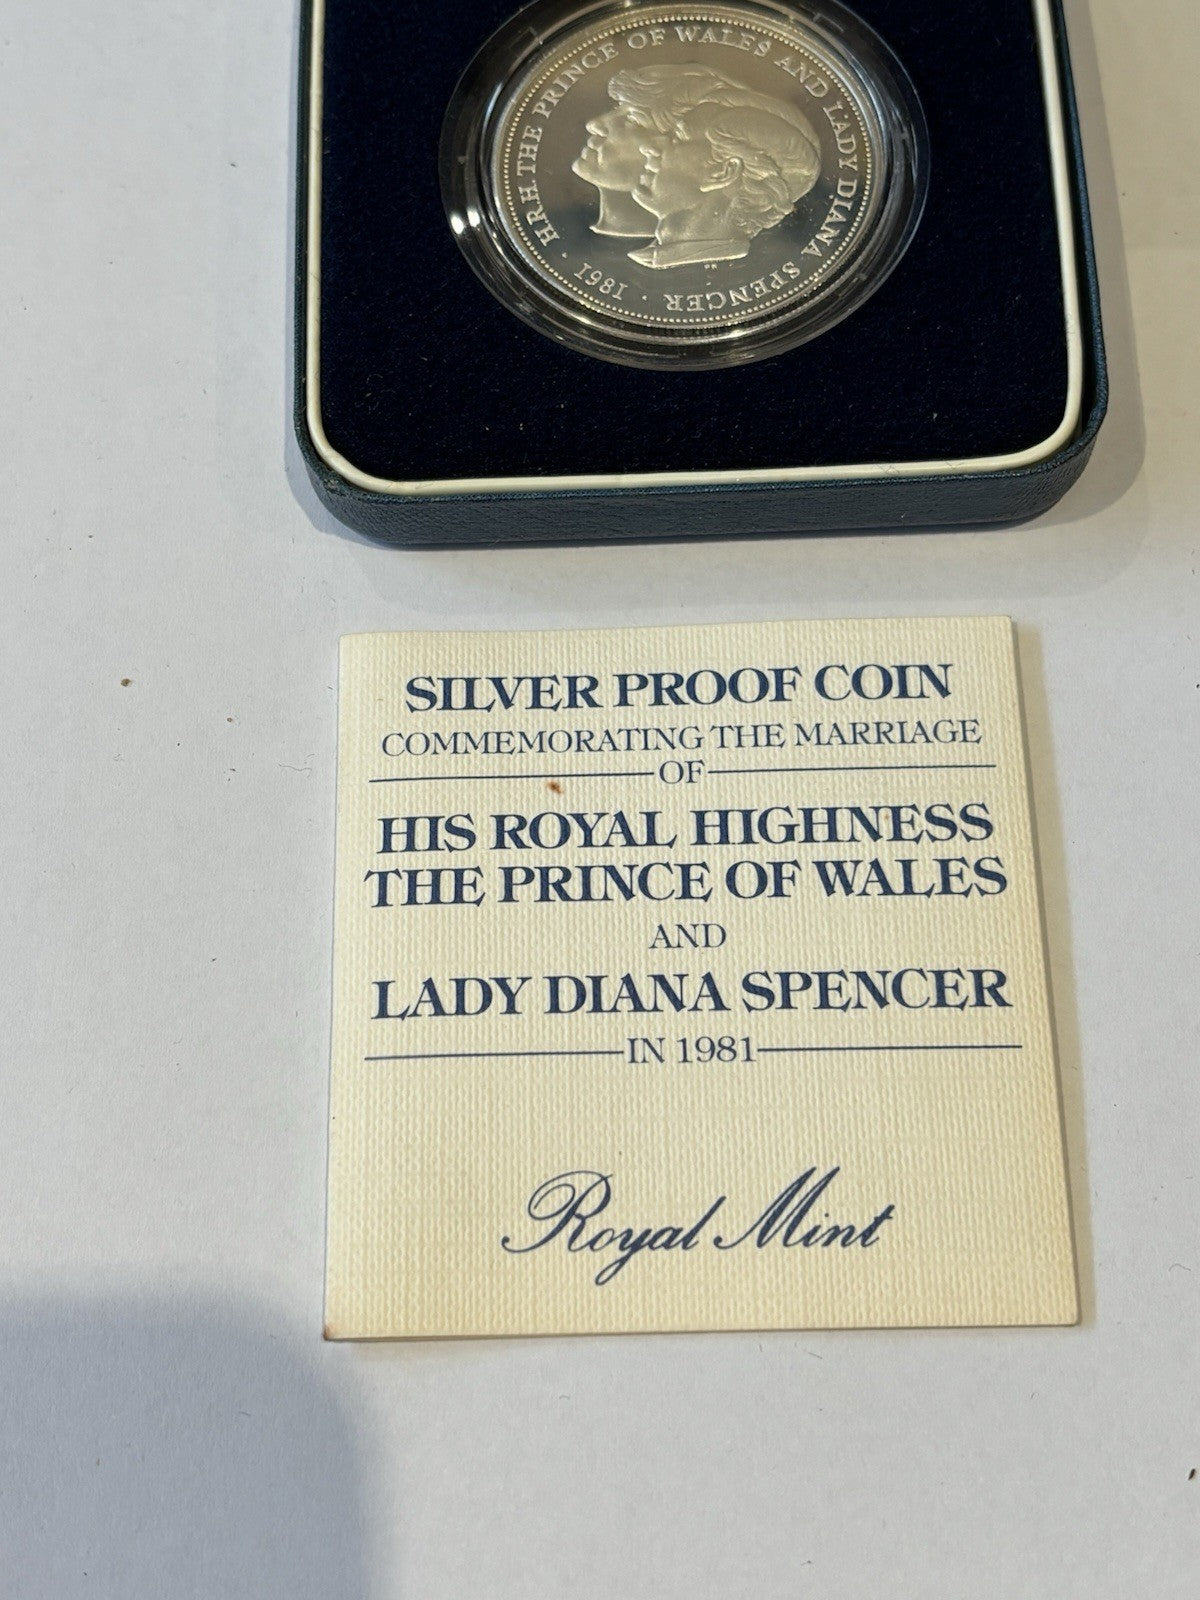 · H.R.H. THE PRINCE OF WALES AND LADY DIANA SPENCER · 1981
SILVER PROOF COIN
COMMEMORATING THE MARRIAGE
OF
HIS ROYAL HIGHNESS
THE PRINCE OF WALES
AND
LADY DIANA SPENCER
IN 1981
Royal Mint